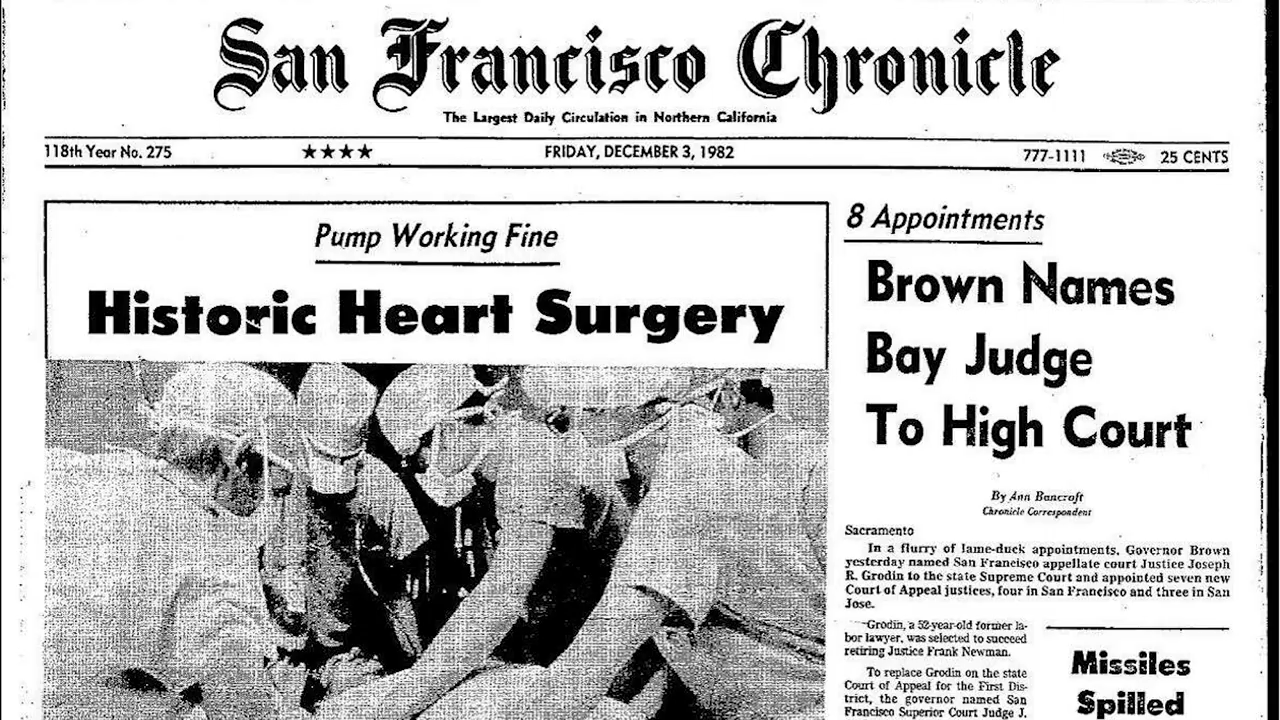 San Francisco Chronicle
The Largest Daily Circulation in Northern California
118th Year No. 275 ★★★★ FRIDAY, DECEMBER 3, 1982 777-1111 25 CENTS
Pump Working Fine
Historic Heart Surgery
8 Appointments
Brown Names
Bay Judge
To High Court
By Ann Bancroft
Chronicle Correspondent
Sacramento
In a flurry of lame-duck appointments, Governor Brown
yesterday named San Francisco appellate court Justice Joseph
R. Grodin to the state Supreme Court and appointed seven new
Court of Appeal justices, four in San Francisco and three in San
Jose.
Grodin, a 52-year-old former la-
bor lawyer, was selected to succeed
retiring Justice Frank Newman.
To replace Grodin on the state
Court of Appeal for the First Dis-
trict, the governor named San
Francisco Superior Court Judge J.
Missiles
Spilled